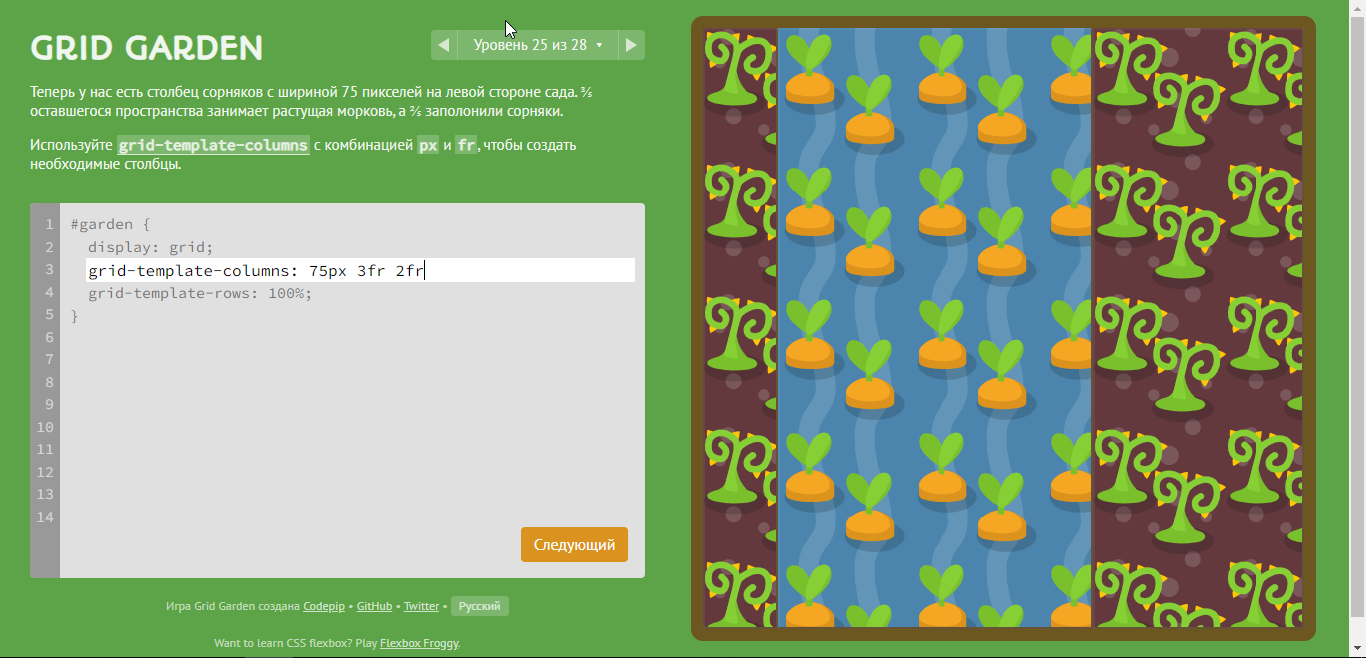 GRID GARDEN
Уровень 25 из 28
Теперь у нас есть столбец сорняков с шириной 75 пикселей на левой стороне сада. ⅗
оставшегося пространства занимает растущая морковь, а ⅖ заполонили сорняки.
Используйте grid-template-columns с комбинацией px и fr, чтобы создать
необходимые столбцы.
1 #garden {
2 display: grid;
3 grid-template-columns: 75px 3fr 2fr
4 grid-template-rows: 100%;
5 }
6
7
8
9
10
11
12
13
14
Следующий
Игра Grid Garden создана Codepip • GitHub • Twitter • Русский
Want to learn CSS flexbox? Play Flexbox Froggy.